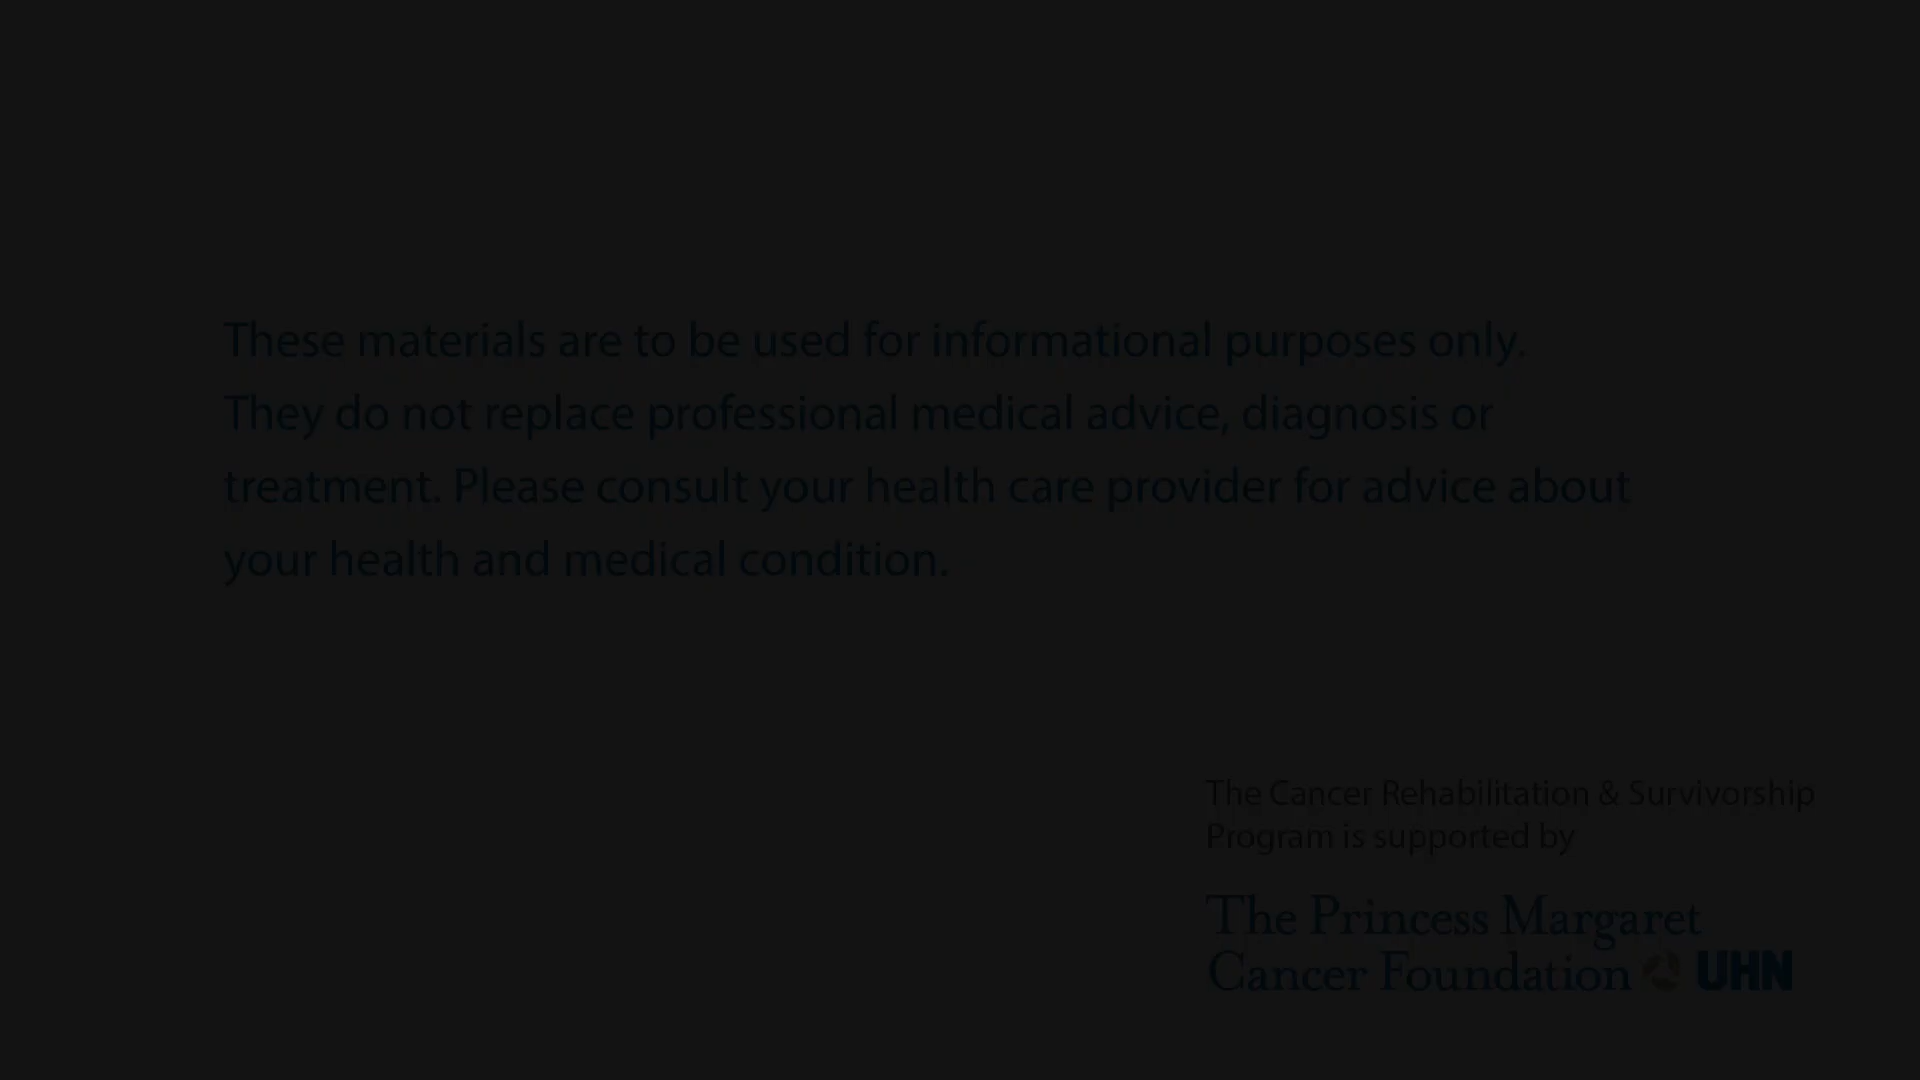 These materials are to be used for informational purposes only.
They do not replace professional medical advice, diagnosis or
treatment. Please consult your health care provider for advice about
your health and medical condition.
The Cancer Rehabilitation & Survivorship
Program is supported by
The Princess Margaret
Cancer Foundation UHN